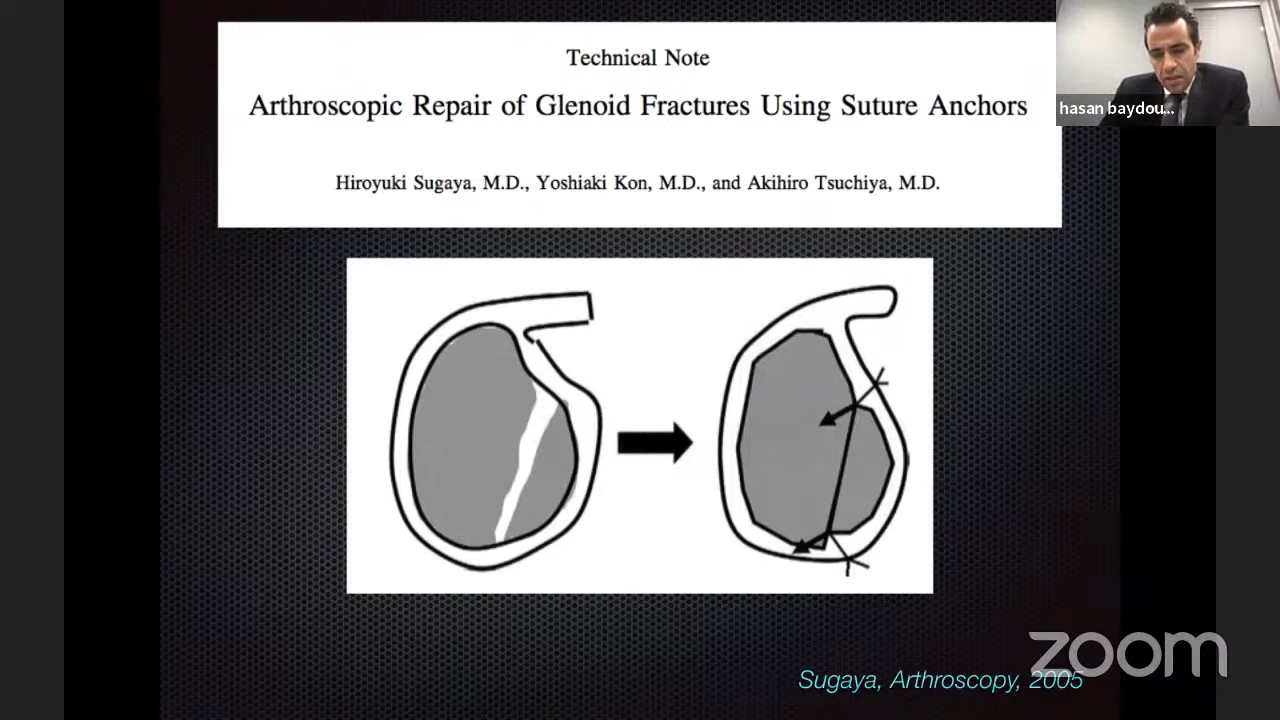 Technical Note
Arthroscopic Repair of Glenoid Fractures Using Suture Anchors
Hiroyuki Sugaya, M.D., Yoshiaki Kon, M.D., and Akihiro Tsuchiya, M.D.
hasan baydou...
zoom
Sugaya, Arthroscopy, 2005